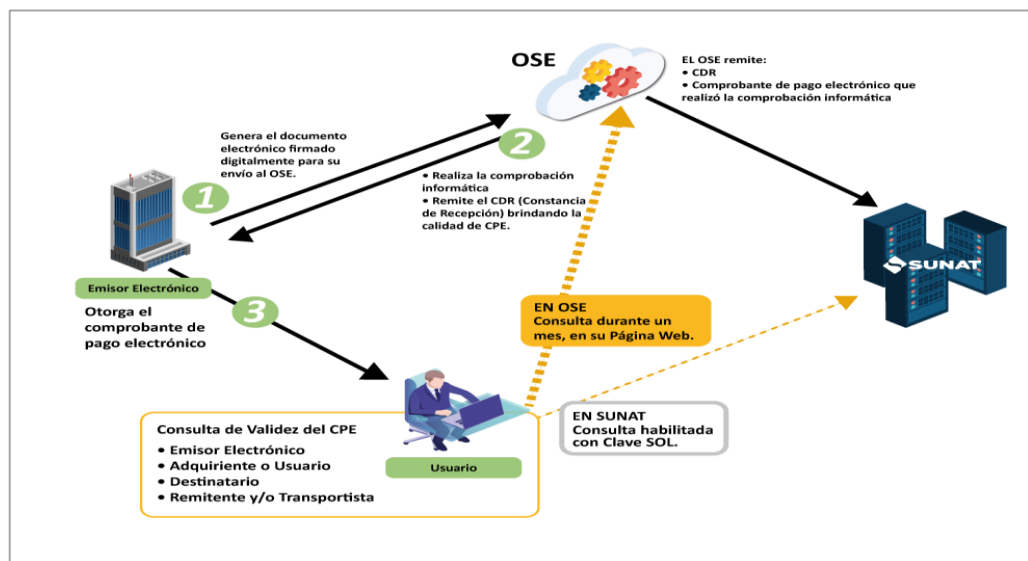 OSE
EL OSE remite:
• CDR
• Comprobante de pago electrónico que
realizó la comprobación informática
Genera el documento
electrónico firmado
digitalmente para su
envío al OSE.
1
2
• Realiza la comprobación
informática
• Remite el CDR (Constancia
de Recepción) brindando la
calidad de CPE.
SUNAT
Emisor Electrónico
3
Otorga el
comprobante de
pago electrónico
EN OSE
Consulta durante un
mes, en su Página Web.
EN SUNAT
Consulta habilitada
con Clave SOL.
Consulta de Validez del CPE
• Emisor Electrónico
• Adquiriente o Usuario
• Destinatario
• Remitente y/o Transportista
Usuario